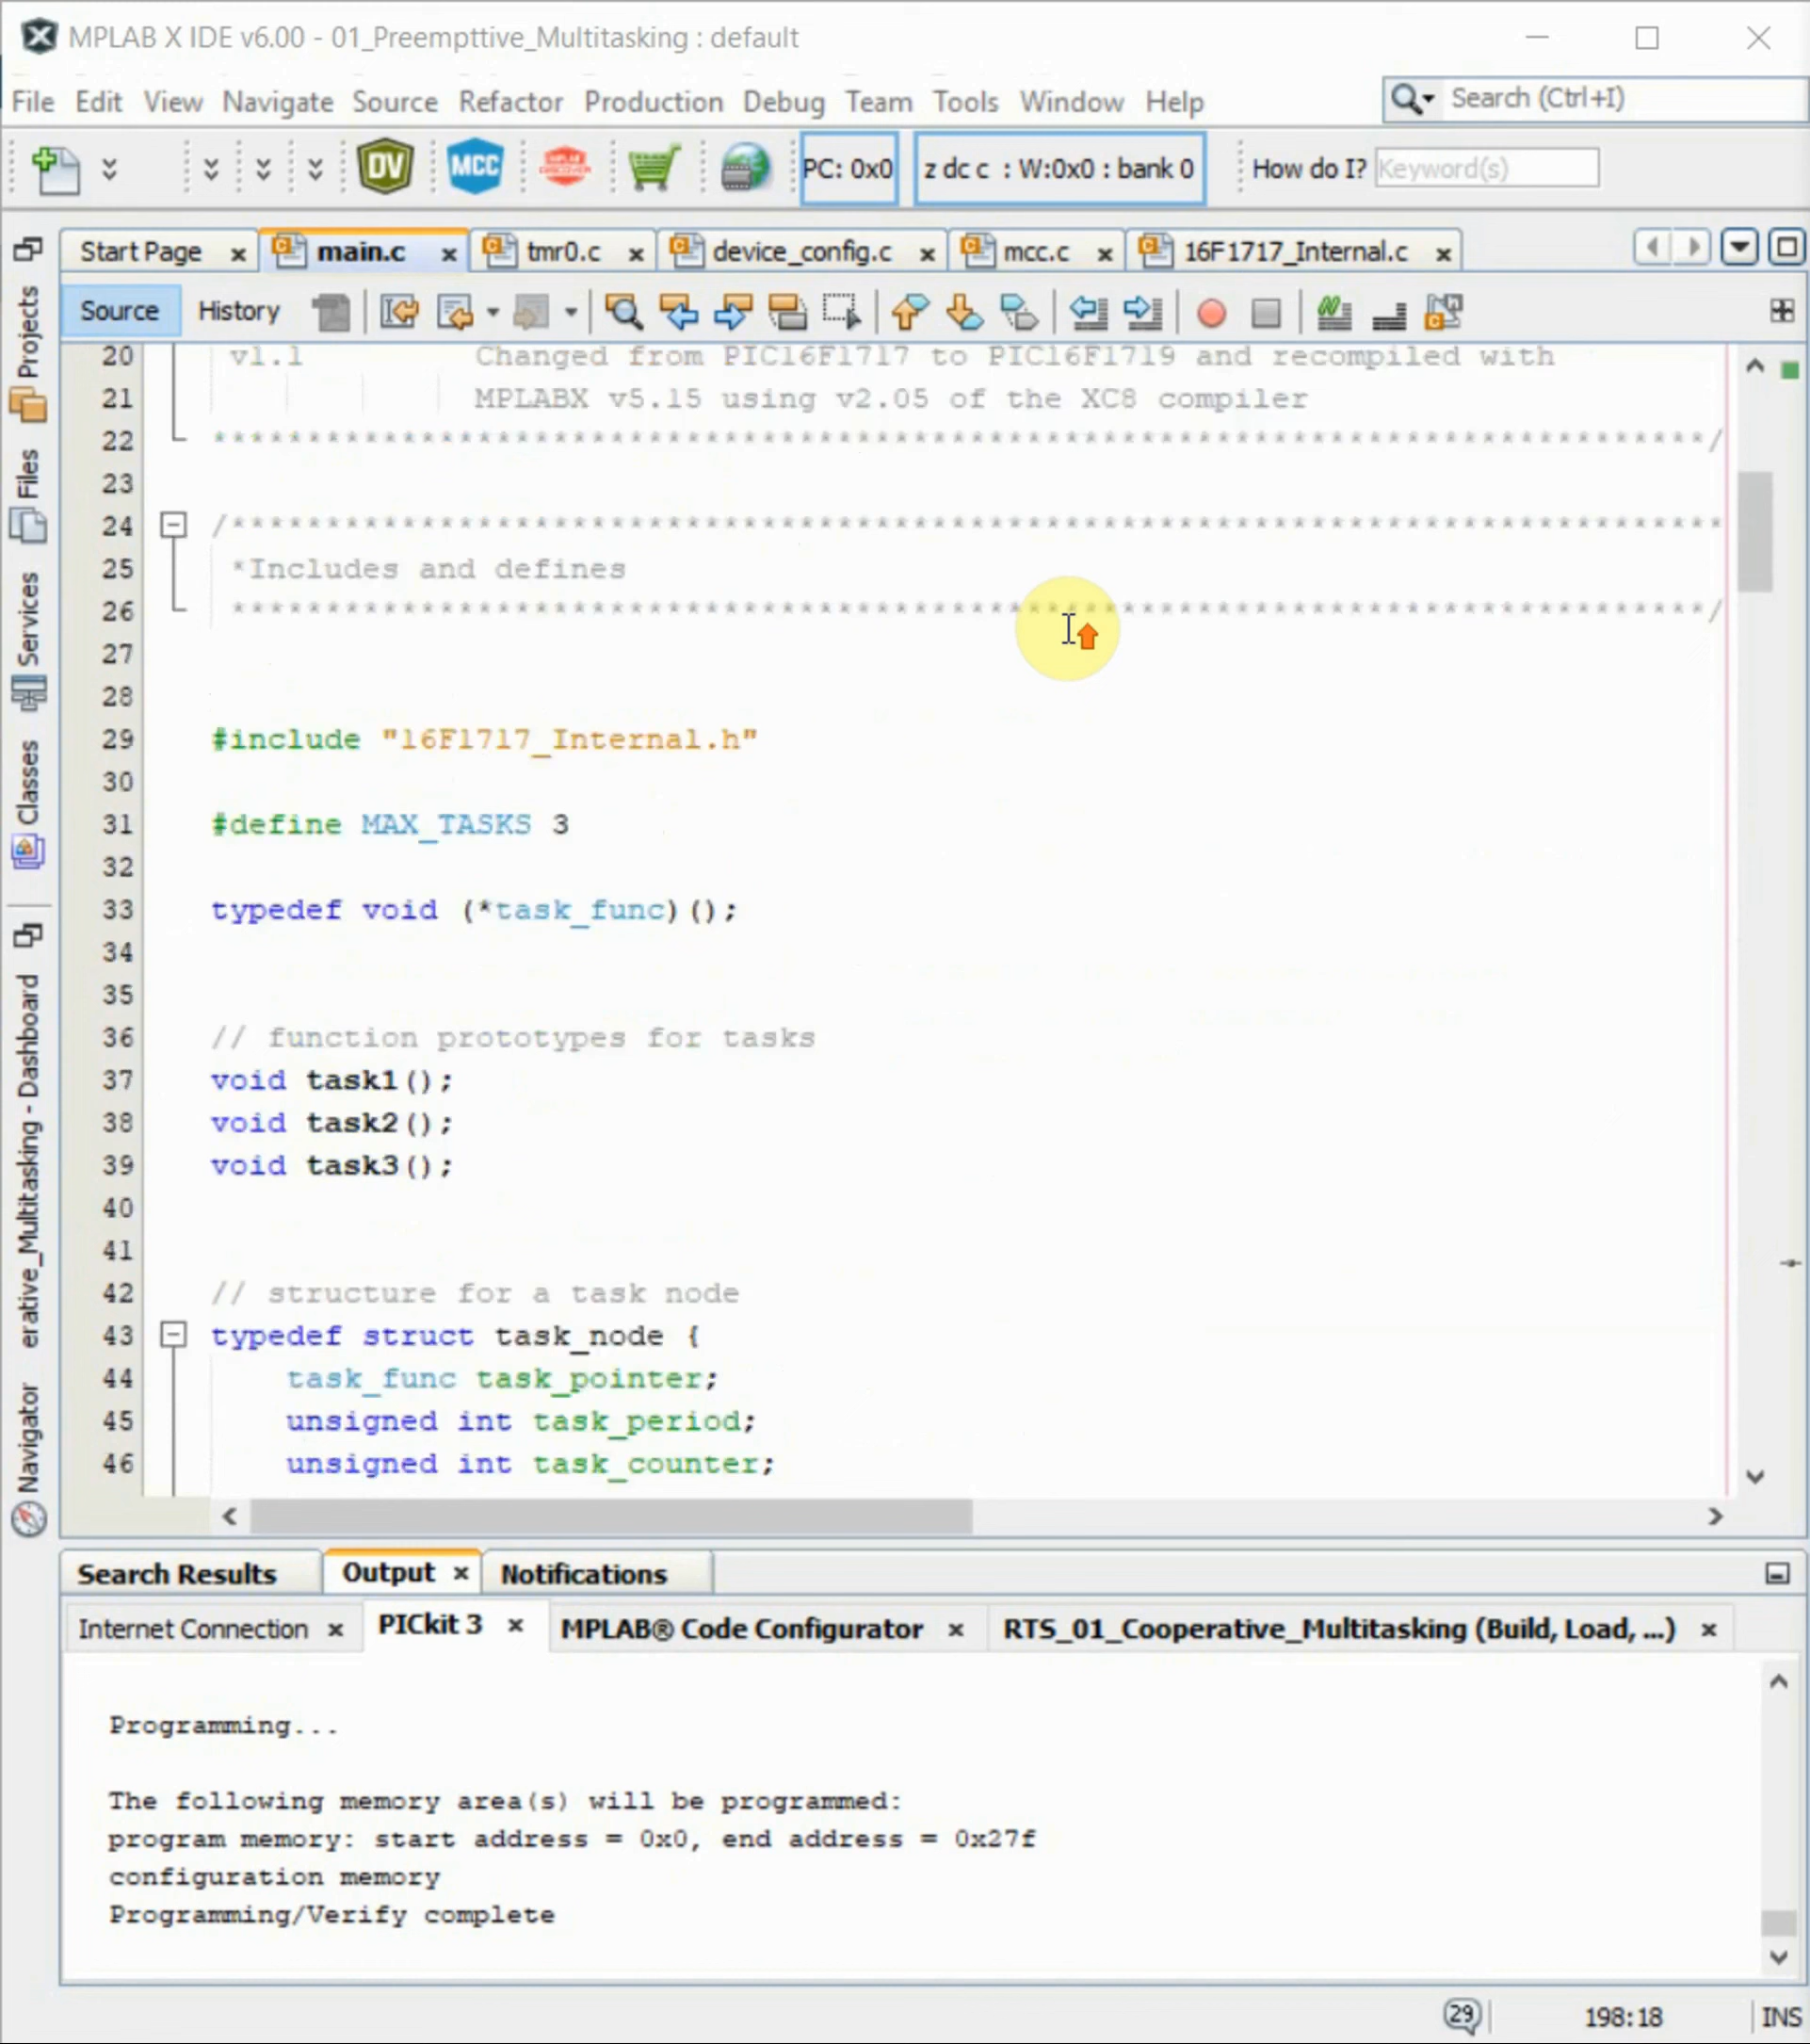 MPLAB X IDE v6.00 - 01_Preempttive_Multitasking : default
File Edit View Navigate Source Refactor Production Debug Team Tools Window Help
Search (Ctrl+I)
DV MCC PC: 0x0 z dc c : W:0x0 : bank 0 How do I? Keyword(s)
Start Page main.c tmr0.c device_config.c mcc.c 16F1717_Internal.c
Source History
Projects
Files
Services
Classes
erative_Multitasking - Dashboard
Navigator
20 v1.1 Changed from PIC16F1717 to PIC16F1719 and recompiled with
21 MPLABX v5.15 using v2.05 of the XC8 compiler
22 *******************************************************************************/
23
24 /*******************************************************************************
25 *Includes and defines
26 ******************************************************************************/
27
28
29 #include "16F1717_Internal.h"
30
31 #define MAX_TASKS 3
32
33 typedef void (*task_func)();
34
35
36 // function prototypes for tasks
37 void task1();
38 void task2();
39 void task3();
40
41
42 // structure for a task node
43 typedef struct task_node {
44 task_func task_pointer;
45 unsigned int task_period;
46 unsigned int task_counter;
Search Results Output Notifications
Internet Connection PICkit 3 MPLAB® Code Configurator RTS_01_Cooperative_Multitasking (Build, Load, ...)
Programming...
The following memory area(s) will be programmed:
program memory: start address = 0x0, end address = 0x27f
configuration memory
Programming/Verify complete
29 198:18 INS